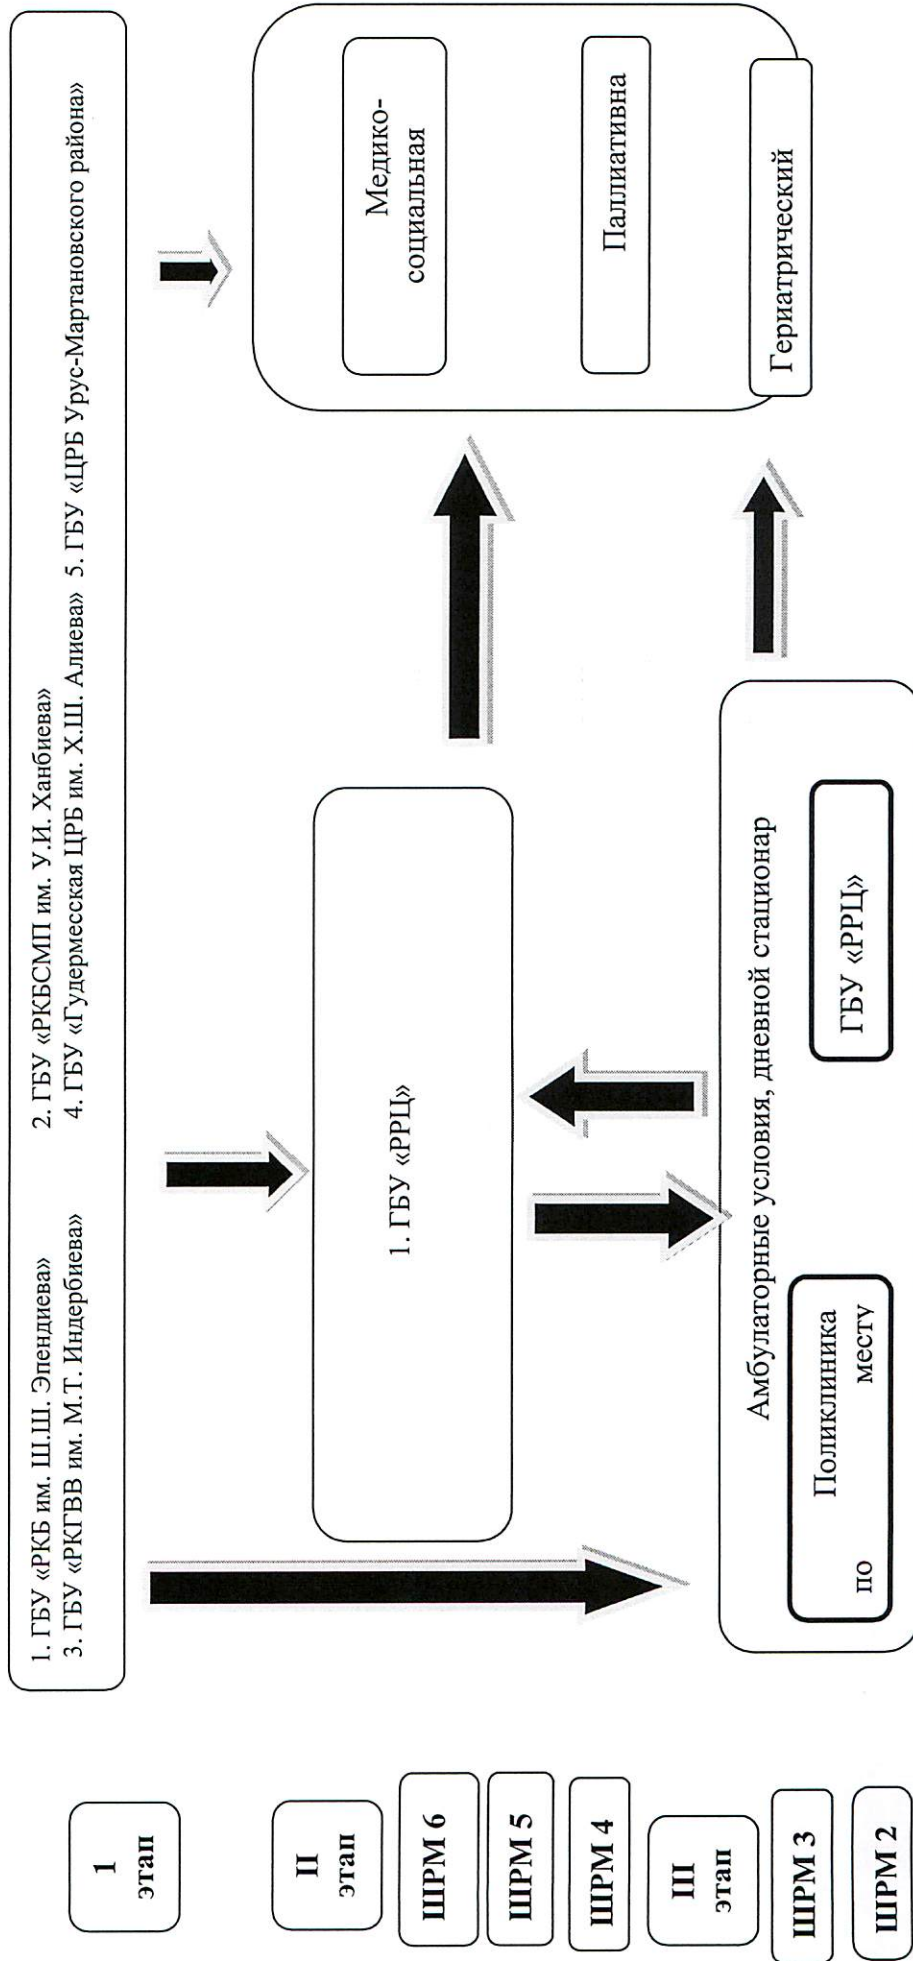 1 этап
1. ГБУ «РКБ им. Ш.Ш. Эпендиева» 2. ГБУ «РКБСМП им. У.И. Ханбиева»
3. ГБУ «РКГВВ им. М.Т. Индербиева» 4. ГБУ «Гудермесская ЦРБ им. Х.Ш. Алиева» 5. ГБУ «ЦРБ Урус-Мартановского района»
II
этап
ШРМ 6
ШРМ 5
ШРМ 4
1. ГБУ «РРЦ»
Медико-
социальная
Паллиативна
Гериатрический
III
этап
ШРМ 3
ШРМ 2
Амбулаторные условия, дневной стационар
Поликлиника
по месту
ГБУ «РРЦ»